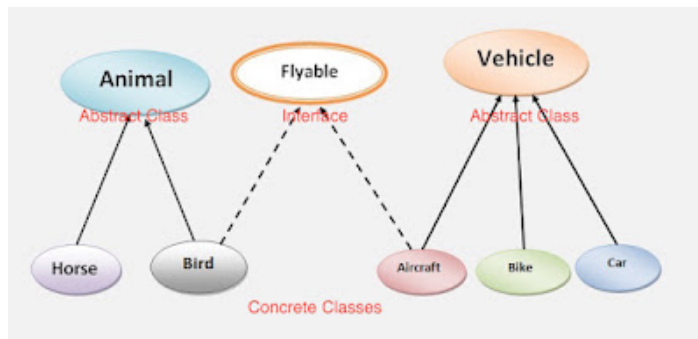 Animal
Flyable
Vehicle
Abstract Class
Interface
Abstract Class
Horse
Bird
Aircraft
Bike
Car
Concrete Classes